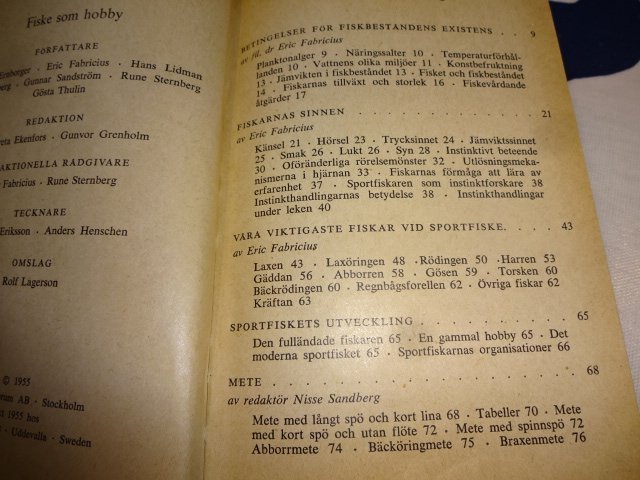 Fiske som hobby
FÖRFATTARE
Ernborger · Eric Fabricius · Hans Lidman
berg · Gunnar Sandström · Rune Sternberg
Gösta Thulin
REDAKTION
reta Ekenfors · Gunvor Grenholm
AKTIONELLA RÅDGIVARE
Fabricius · Rune Sternberg
TECKNARE
Eriksson · Anders Henschen
OMSLAG
Rolf Lagerson
© 1955
rum AB · Stockholm
t 1955 hos
· Uddevalla · Sweden
BETINGELSER FÖR FISKBESTÅNDENS EXISTENS . . 9
av fil. dr Eric Fabricius
Planktonalger 9 · Näringssalter 10 · Temperaturförhål-
landen 10 · Vattnens olika miljöer 11 · Konstbefruktning
13 · Jämvikten i fiskbeståndet 13 · Fisket och fiskbeståndet
14 · Fiskarnas tillväxt och storlek 16 · Fiskevårdande
åtgärder 17
FISKARNAS SINNEN . . . . . . . . . . 21
av Eric Fabricius
Känsel 21 · Hörsel 23 · Trycksinnet 24 · Jämviktssinnet
25 · Smak 26 · Lukt 26 · Syn 28 · Instinktivt beteende
30 · Oföränderliga rörelsemönster 32 · Utlösningsmeka-
nismerna i hjärnan 33 · Fiskarnas förmåga att lära av
erfarenhet 37 · Sportfiskaren som instinktforskare 38
Instinkthandlingarnas betydelse 38 · Instinkthandlingar
under leken 40
VÅRA VIKTIGASTE FISKAR VID SPORTFISKE. . . 43
av Eric Fabricius
Laxen 43 · Laxöringen 48 · Rödingen 50 · Harren 53
Gäddan 56 · Abborren 58 · Gösen 59 · Torsken 60
Bäckrödingen 60 · Regnbågsforellen 62 · Övriga fiskar 62
Kräftan 63
SPORTFISKETS UTVECKLING . . . . . . . . 65
Den fulländade fiskaren 65 · En gammal hobby 65 · Det
moderna sportfisket 65 · Sportfiskarnas organisationer 66
METE . . . . . . . . . . . . . . . 68
av redaktör Nisse Sandberg
Mete med långt spö och kort lina 68 · Tabeller 70 · Mete
med kort spö och utan flöte 72 · Mete med spinnspö 72
Abborrmete 74 · Bäcköringmete 75 · Braxenmete 76